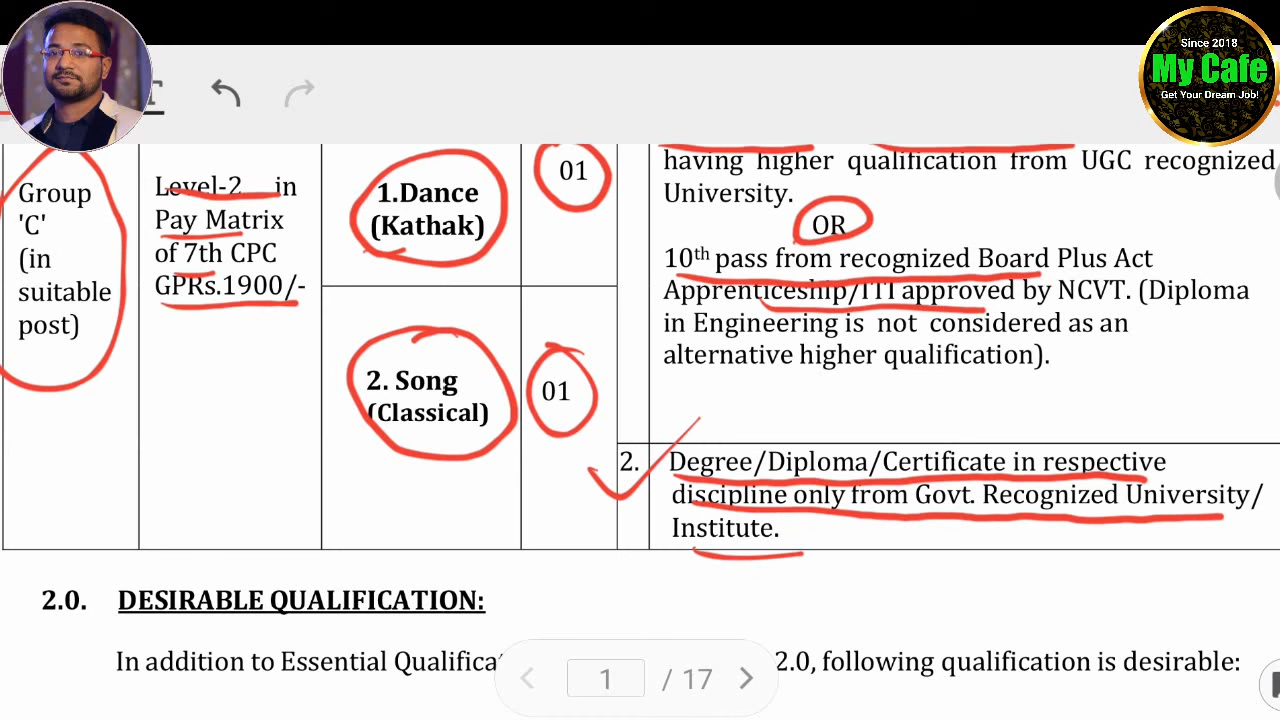 Since 2018
My Cafe
Get Your Dream Job!
T
Group
'C'
(in
suitable
post)
Level-2 in
Pay Matrix
of 7th CPC
GPRs.1900/-
1.Dance
(Kathak)
01
2. Song
(Classical)
01
having higher qualification from UGC recognized
University.
OR
10th pass from recognized Board Plus Act
Apprenticeship/ITI approved by NCVT. (Diploma
in Engineering is not considered as an
alternative higher qualification).
2. Degree/Diploma/Certificate in respective
discipline only from Govt. Recognized University/
Institute.
2.0. DESIRABLE QUALIFICATION:
In addition to Essential 2.0, following qualification is desirable:
1 / 17